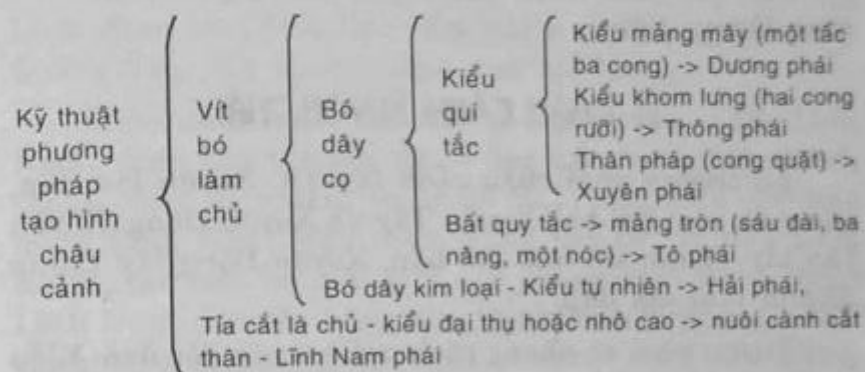 Kỹ thuật
phương
pháp
tạo hình
chậu
cảnh
Vít
bó
làm
chủ
Bó
dây
cọ
Kiểu
qui
tắc
Kiểu mảng mây (một tấc
ba cong) -> Dương phái
Kiểu khom lưng (hai cong
rưỡi) -> Thông phái
Thân pháp (cong quặt) ->
Xuyên phái
Bất quy tắc -> mảng tròn (sáu đài, ba
nâng, một nóc) -> Tô phái
Bó dây kim loại - Kiểu tự nhiên -> Hải phái,
Tỉa cắt là chủ - kiểu đại thụ hoặc nhô cao -> nuôi cành cắt
thân - Lĩnh Nam phái